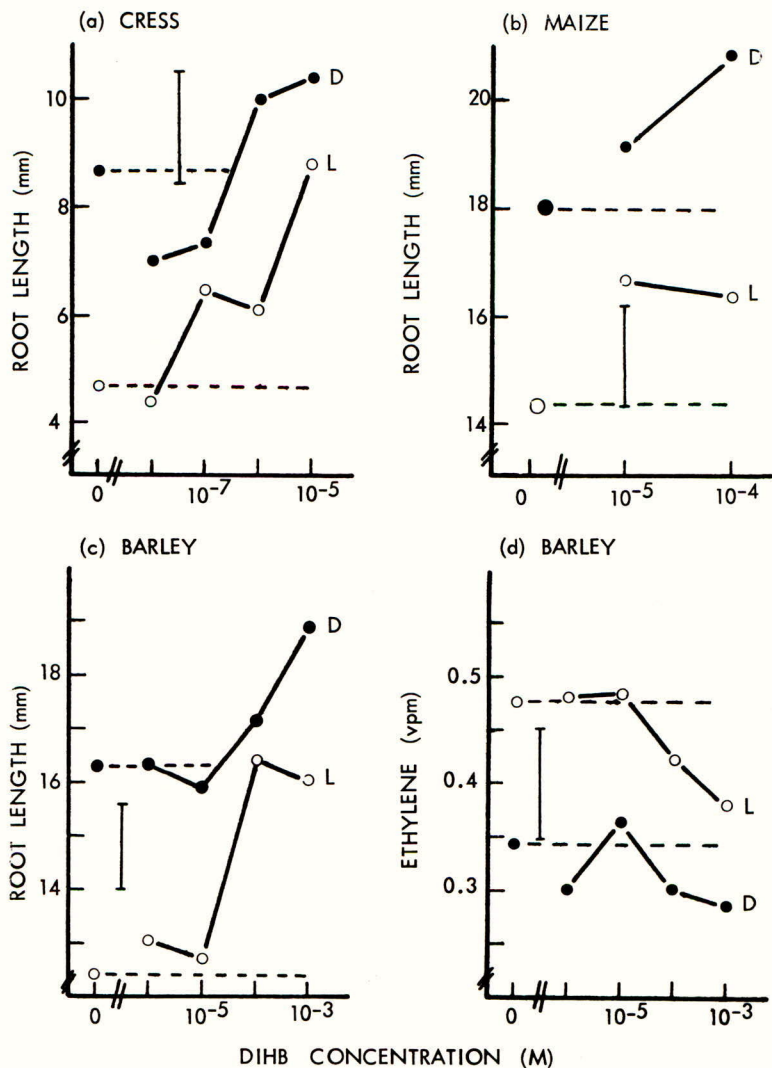 (a) CRESS
ROOT LENGTH (mm)
10
8
6
4
D
L
0
10⁻⁷
10⁻⁵
(b) MAIZE
ROOT LENGTH (mm)
20
18
16
14
D
L
0
10⁻⁵
10⁻⁴
(c) BARLEY
ROOT LENGTH (mm)
18
16
14
D
L
0
10⁻⁵
10⁻³
(d) BARLEY
ETHYLENE (vpm)
0.5
0.4
0.3
L
D
0
10⁻⁵
10⁻³
DIHB CONCENTRATION (M)